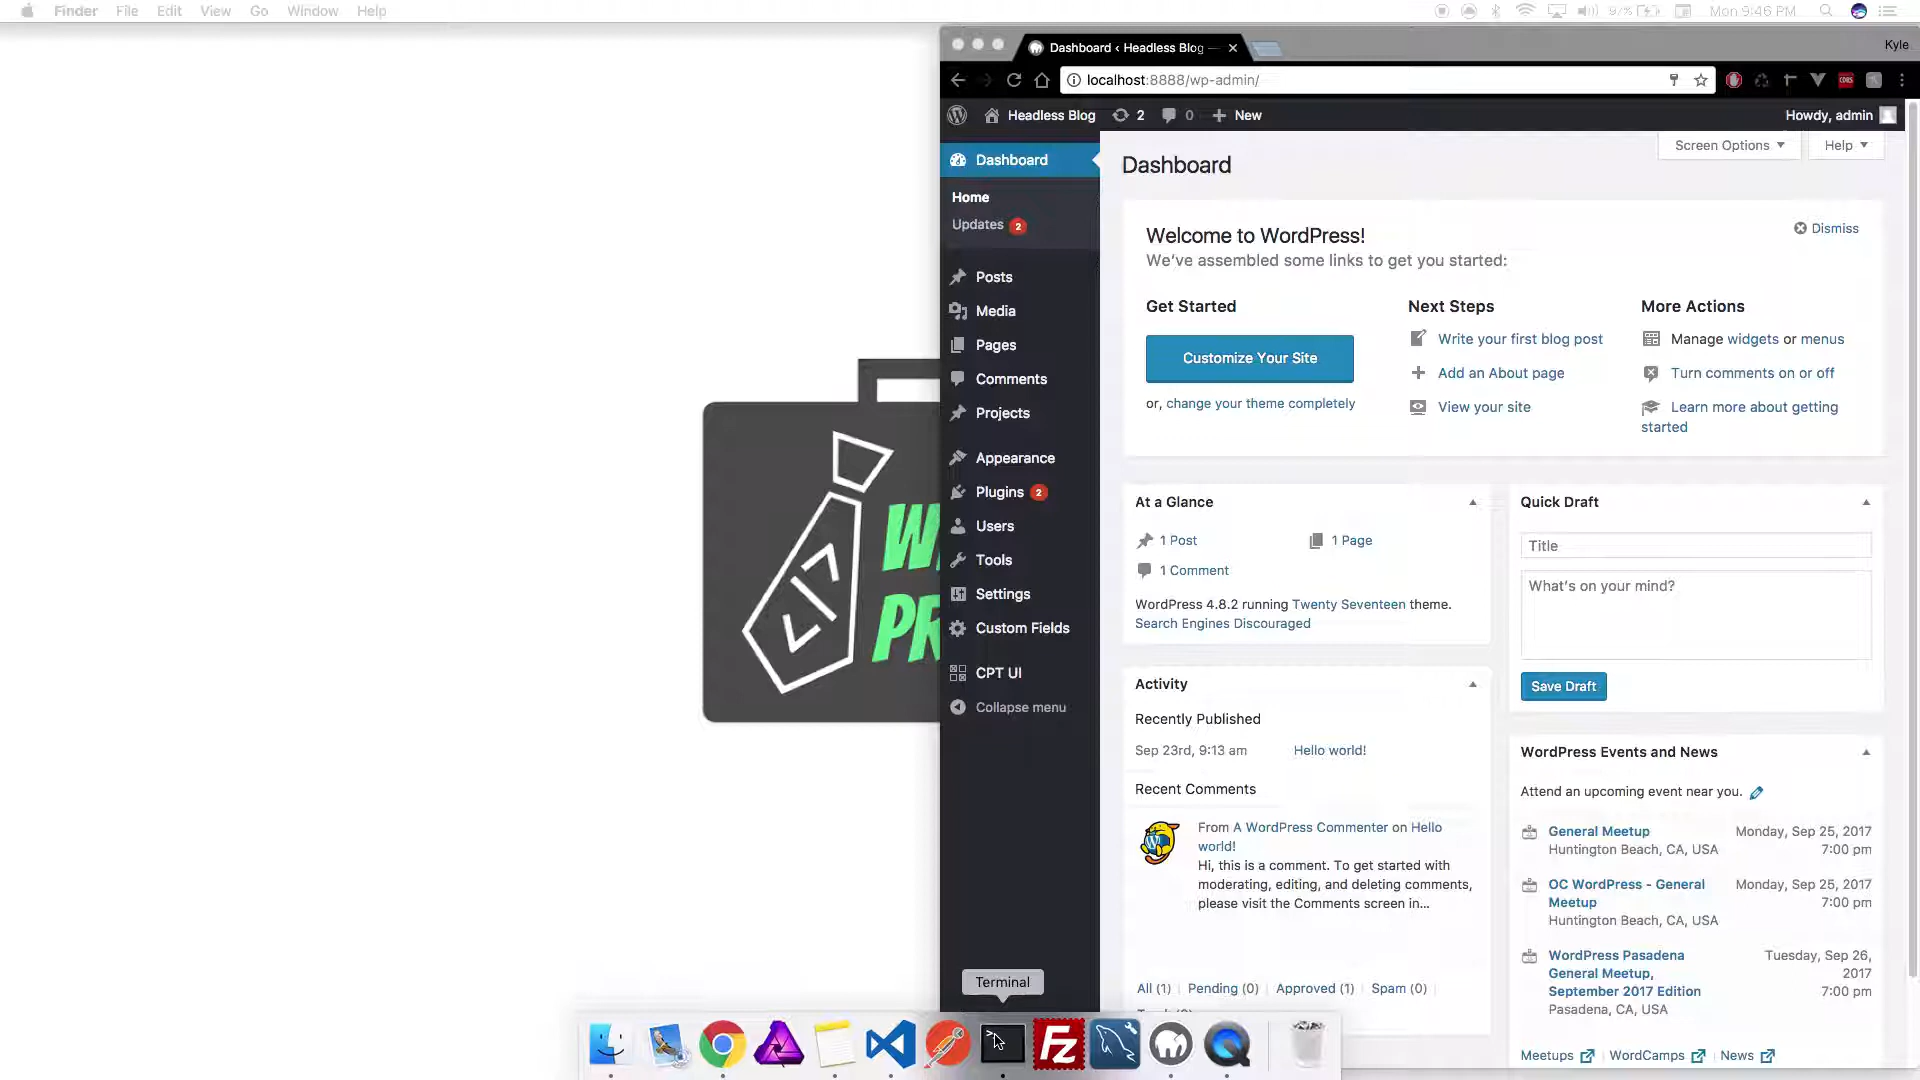 Finder File Edit View Go Window Help
97% Mon 9:46 PM
Dashboard ‹ Headless Blog —
Kyle
localhost:8888/wp-admin/
Headless Blog 2 0 New
Howdy, admin
Dashboard
Home
Updates 2
Posts
Media
Pages
Comments
Projects
Appearance
Plugins 2
Users
Tools
Settings
Custom Fields
CPT UI
Collapse menu
Screen Options Help
Dashboard
Welcome to WordPress!
Dismiss
We've assembled some links to get you started:
Get Started
Customize Your Site
or, change your theme completely
Next Steps
Write your first blog post
Add an About page
View your site
More Actions
Manage widgets or menus
Turn comments on or off
Learn more about getting
started
At a Glance
1 Post 1 Page
1 Comment
WordPress 4.8.2 running Twenty Seventeen theme.
Search Engines Discouraged
Activity
Recently Published
Sep 23rd, 9:13 am Hello world!
Recent Comments
From A WordPress Commenter on Hello
world!
Hi, this is a comment. To get started with
moderating, editing, and deleting comments,
please visit the Comments screen in...
All (1) | Pending (0) | Approved (1) | Spam (0) |
Quick Draft
Title
What's on your mind?
Save Draft
WordPress Events and News
Attend an upcoming event near you.
General Meetup Monday, Sep 25, 2017
Huntington Beach, CA, USA 7:00 pm
OC WordPress - General Monday, Sep 25, 2017
Meetup 7:00 pm
Huntington Beach, CA, USA
WordPress Pasadena Tuesday, Sep 26,
General Meetup, 2017
September 2017 Edition 7:00 pm
Pasadena, CA, USA
Meetups | WordCamps | News
Terminal
Fz